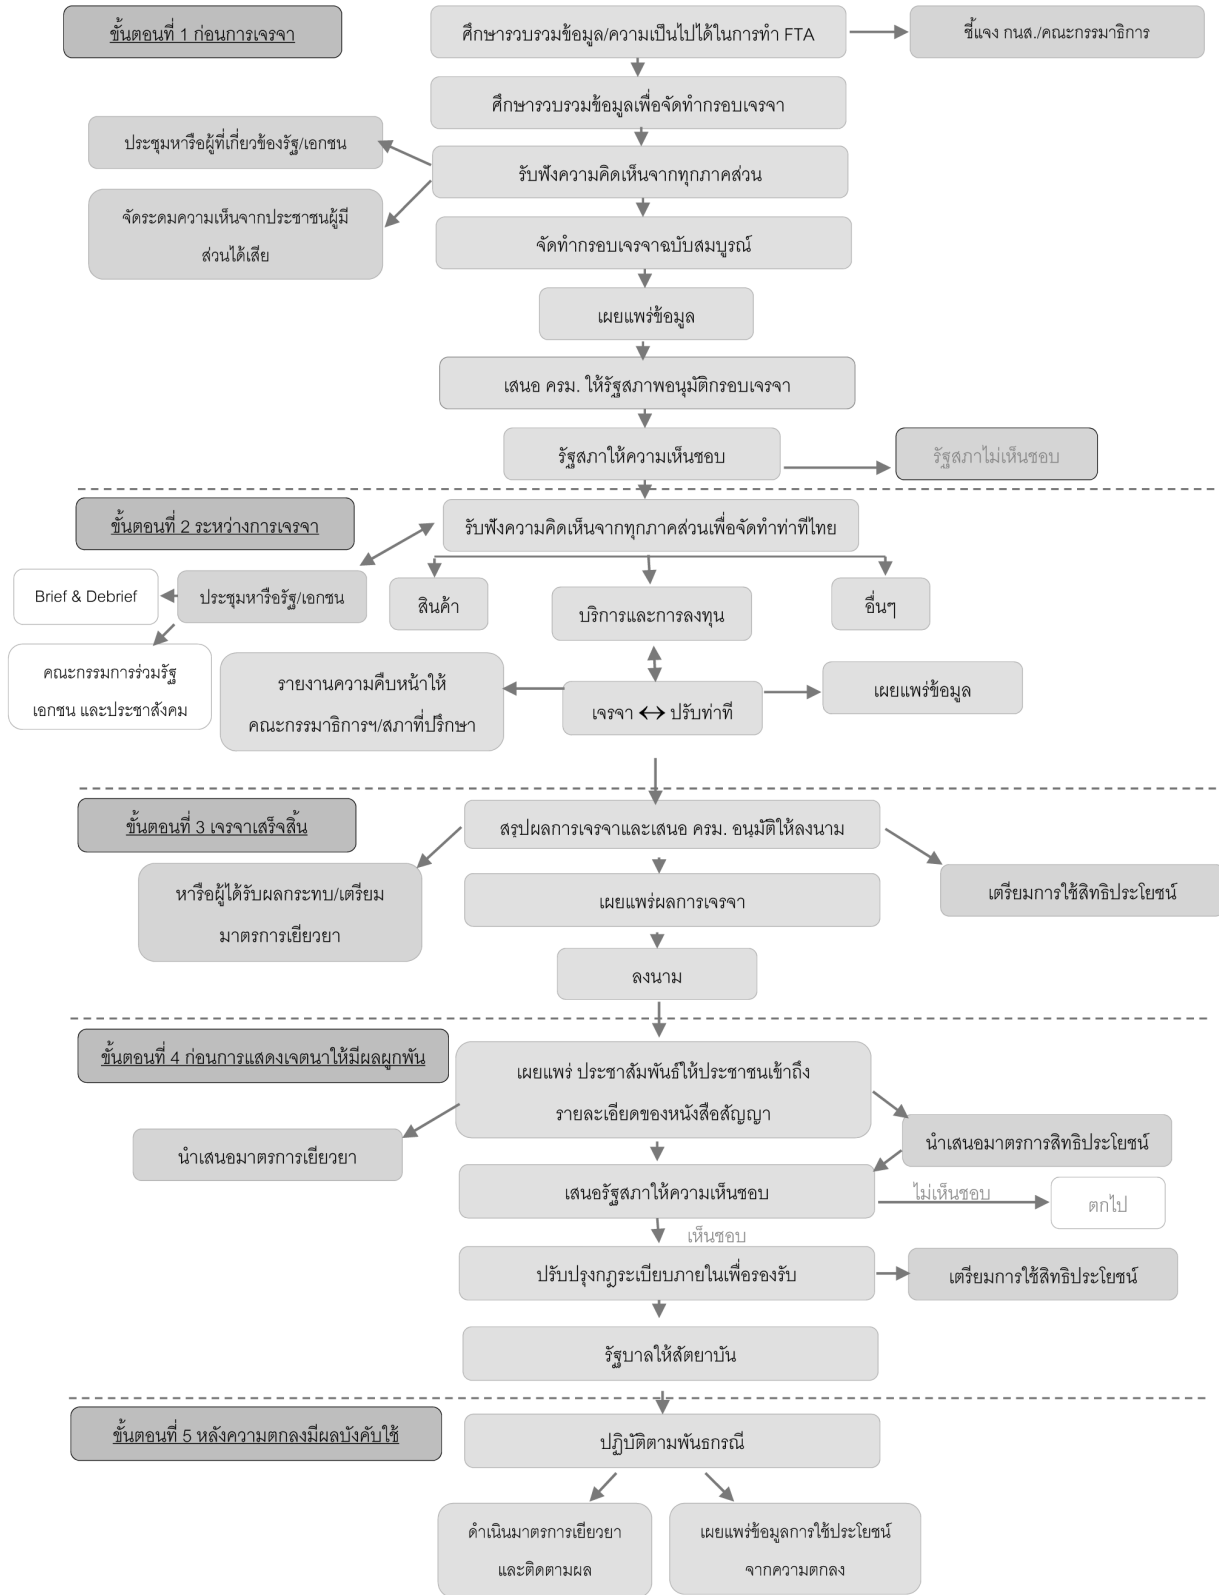 ขั้นตอนที่ 1 ก่อนการเจรจา
ศึกษารวบรวมข้อมูล/ความเป็นไปได้ในการทำ FTA
ชี้แจง กนส./คณะกรรมาธิการ
ศึกษารวบรวมข้อมูลเพื่อจัดทำกรอบเจรจา
ประชุมหารือผู้ที่เกี่ยวข้องรัฐ/เอกชน
รับฟังความคิดเห็นจากทุกภาคส่วน
จัดระดมความเห็นจากประชาชนผู้มี
ส่วนได้เสีย
จัดทำกรอบเจรจาฉบับสมบูรณ์
เผยแพร่ข้อมูล
เสนอ ครม. ให้รัฐสภาพอนุมัติกรอบเจรจา
รัฐสภาให้ความเห็นชอบ
รัฐสภาไม่เห็นชอบ
ขั้นตอนที่ 2 ระหว่างการเจรจา
รับฟังความคิดเห็นจากทุกภาคส่วนเพื่อจัดทำท่าทีไทย
Brief & Debrief
ประชุมหารือรัฐ/เอกชน
สินค้า
บริการและการลงทุน
อื่นๆ
คณะกรรมการร่วมรัฐ
เอกชน และประชาสังคม
รายงานความคืบหน้าให้
คณะกรรมาธิการฯ/สภาที่ปรึกษา
เจรจา ↔ ปรับท่าที
เผยแพร่ข้อมูล
ขั้นตอนที่ 3 เจรจาเสร็จสิ้น
สรุปผลการเจรจาและเสนอ ครม. อนุมัติให้ลงนาม
หารือผู้ได้รับผลกระทบ/เตรียม
มาตรการเยียวยา
เผยแพร่ผลการเจรจา
เตรียมการใช้สิทธิประโยชน์
ลงนาม
ขั้นตอนที่ 4 ก่อนการแสดงเจตนาให้มีผลผูกพัน
เผยแพร่ ประชาสัมพันธ์ให้ประชาชนเข้าถึง
รายละเอียดของหนังสือสัญญา
นำเสนอมาตรการเยียวยา
นำเสนอมาตรการสิทธิประโยชน์
เสนอรัฐสภาให้ความเห็นชอบ
ไม่เห็นชอบ
ตกไป
เห็นชอบ
ปรับปรุงกฎระเบียบภายในเพื่อรองรับ
เตรียมการใช้สิทธิประโยชน์
รัฐบาลให้สัตยาบัน
ขั้นตอนที่ 5 หลังความตกลงมีผลบังคับใช้
ปฏิบัติตามพันธกรณี
ดำเนินมาตรการเยียวยา
และติดตามผล
เผยแพร่ข้อมูลการใช้ประโยชน์
จากความตกลง